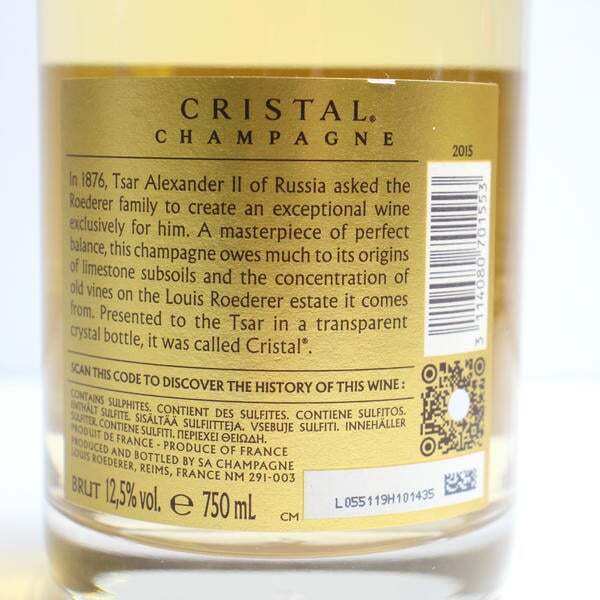 CRISTAL®
CHAMPAGNE
2015
In 1876, Tsar Alexander II of Russia asked the
Roederer family to create an exceptional wine
exclusively for him. A masterpiece of perfect
balance, this champagne owes much to its origins
of limestone subsoils and the concentration of
old vines on the Louis Roederer estate it comes
from. Presented to the Tsar in a transparent
crystal bottle, it was called Cristal®.
3 114080 701553
SCAN THIS CODE TO DISCOVER THE HISTORY OF THIS WINE :
CONTAINS SULPHITES. CONTIENT DES SULFITES. CONTIENE SULFITOS.
ENTHÄLT SULFITE. SISÄLTÄÄ SULFIITTEJA. VSEBUJE SULFITI. INNEHÅLLER
SULFITER. CONTIENE SULFITI. ΠΕΡΙΕΧΕΙ ΘΕΙΩΔΗ.
PRODUIT DE FRANCE - PRODUCE OF FRANCE
PRODUCED AND BOTTLED BY SA CHAMPAGNE
LOUIS ROEDERER, REIMS, FRANCE NM 291-003
BRUT 12,5% vol. ℮ 750 mL CM
L055119H101435